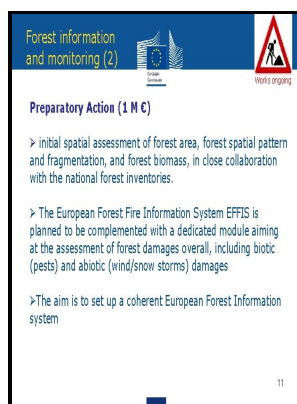 Forest information
and monitoring (2)
European
Commission
Works ongoing
Preparatory Action (1 M €)
➢ initial spatial assessment of forest area, forest spatial pattern
and fragmentation, and forest biomass, in close collaboration
with the national forest inventories.
➢ The European Forest Fire Information System EFFIS is
planned to be complemented with a dedicated module aiming
at the assessment of forest damages overall, including biotic
(pests) and abiotic (wind/snow storms) damages
➢The aim is to set up a coherent European Forest Information
system
11